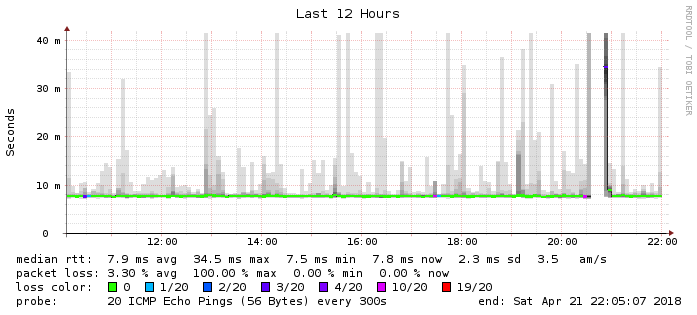 Last 12 Hours
RRDTOOL / TOBI OETIKER
40 m
30 m
20 m
10 m
0
Seconds
12:00 14:00 16:00 18:00 20:00 22:00
median rtt: 7.9 ms avg 34.5 ms max 7.5 ms min 7.8 ms now 2.3 ms sd 3.5 am/s
packet loss: 3.30 % avg 100.00 % max 0.00 % min 0.00 % now
loss color: 0 1/20 2/20 3/20 4/20 10/20 19/20
probe: 20 ICMP Echo Pings (56 Bytes) every 300s end: Sat Apr 21 22:05:07 2018